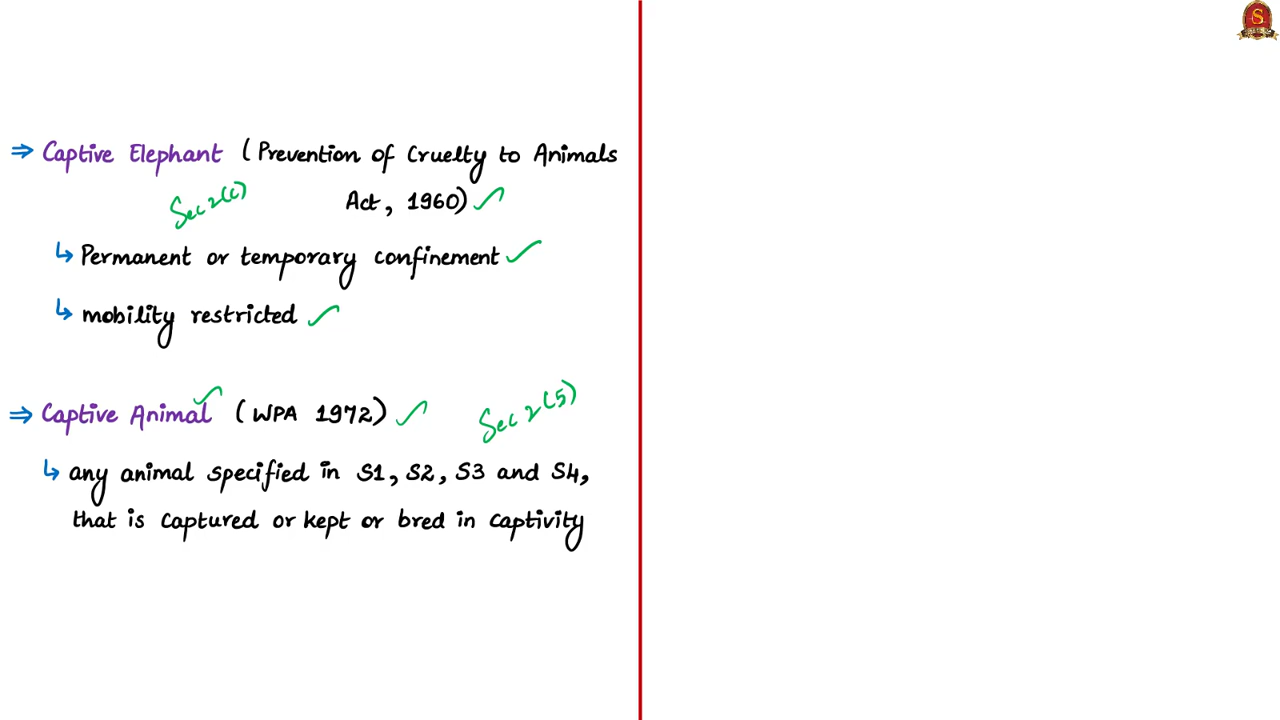 ⇒ Captive Elephant (Prevention of Cruelty to Animals
Act, 1960) ✓
Sec 2(c)
↳ Permanent or temporary confinement ✓
↳ mobility restricted ✓
⇒ Captive Animal ✓ (WPA 1972) ✓ Sec 2(5)
↳ any animal specified in S1, S2, S3 and S4,
that is captured or kept or bred in captivity
S